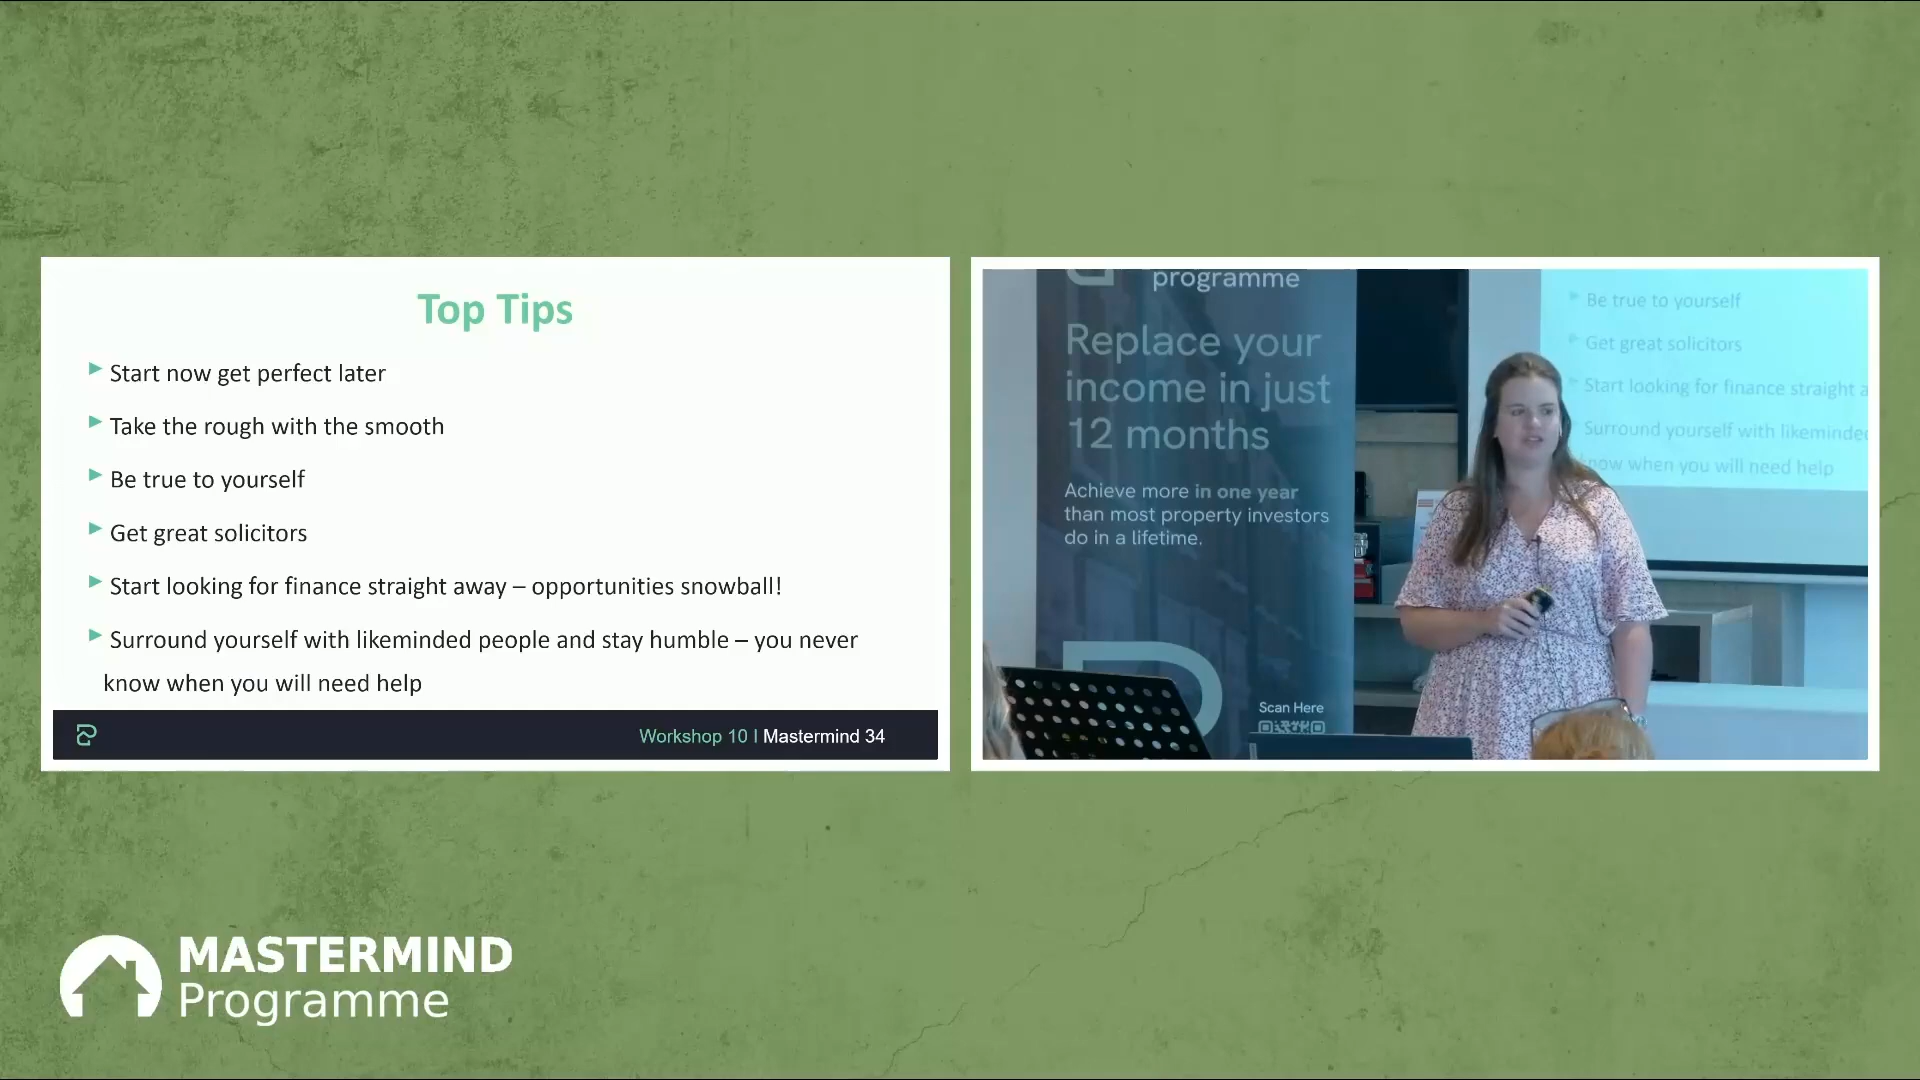 Top Tips
Start now get perfect later
Take the rough with the smooth
Be true to yourself
Get great solicitors
Start looking for finance straight away – opportunities snowball!
Surround yourself with likeminded people and stay humble – you never
know when you will need help
Workshop 10 | Mastermind 34
programme
Replace your
income in just
12 months
Achieve more in one year
than most property investors
do in a lifetime.
Scan Here
Be true to yourself
Get great solicitors
Start looking for finance straight a
Surround yourself with likeminded
know when you will need help
MASTERMIND
Programme